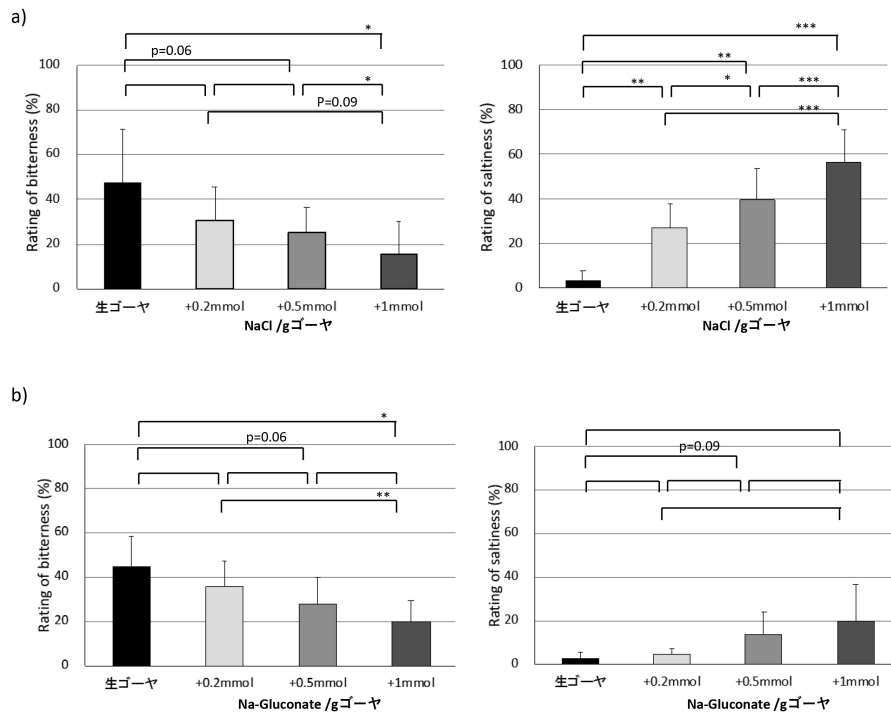 a)
*
p=0.06
*
P=0.09
Rating of bitterness (%)
100
80
60
40
20
0
生ゴーヤ
+0.2mmol
+0.5mmol
+1mmol
NaCl /gゴーヤ
***
**
**
*
***
***
Rating of saltiness (%)
100
80
60
40
20
0
生ゴーヤ
+0.2mmol
+0.5mmol
+1mmol
NaCl /gゴーヤ
b)
*
p=0.06
**
Rating of bitterness (%)
100
80
60
40
20
0
生ゴーヤ
+0.2mmol
+0.5mmol
+1mmol
Na-Gluconate /gゴーヤ
p=0.09
Rating of saltiness (%)
100
80
60
40
20
0
生ゴーヤ
+0.2mmol
+0.5mmol
+1mmol
Na-Gluconate /gゴーヤ